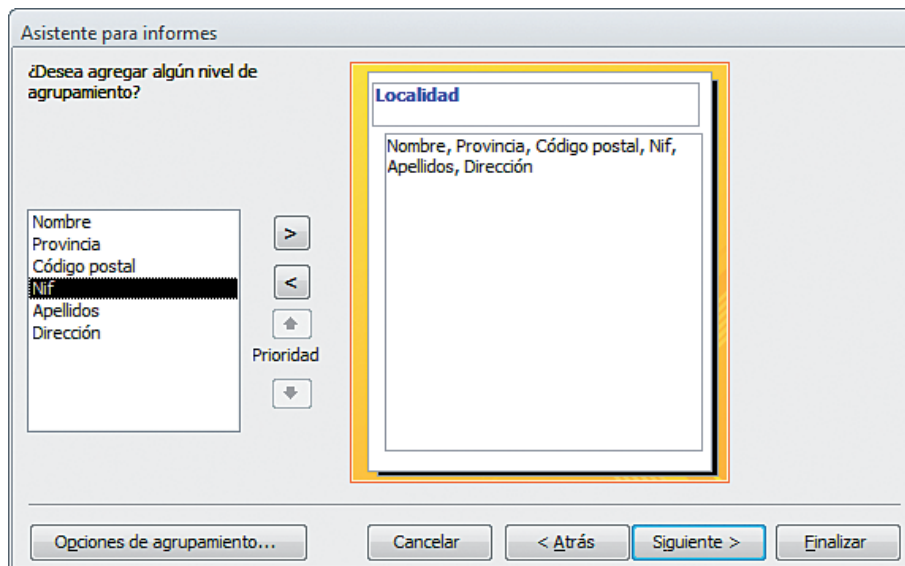 Asistente para informes
¿Desea agregar algún nivel de
agrupamiento?
Localidad
Nombre, Provincia, Código postal, Nif,
Apellidos, Dirección
Nombre
Provincia
Código postal
Nif
Apellidos
Dirección
>
<
Prioridad
Opciones de agrupamiento...
Cancelar
< Atrás
Siguiente >
Finalizar